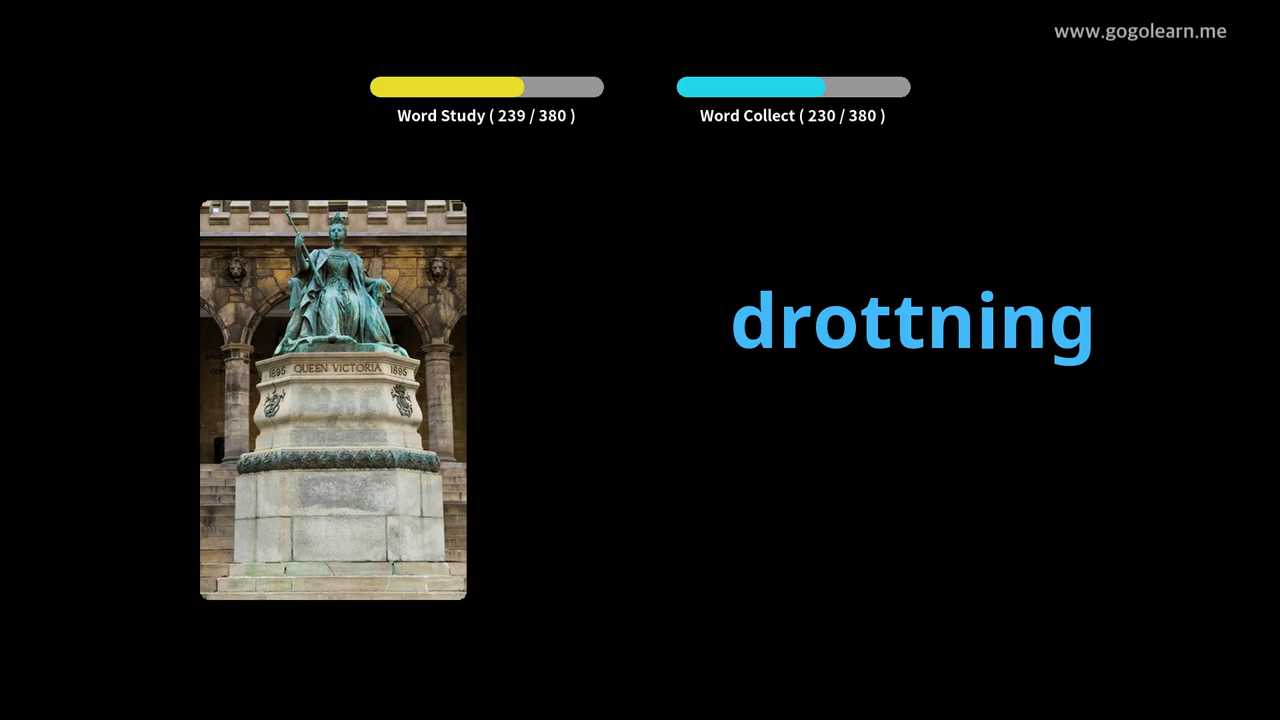 www.gogolearn.me
Word Study ( 239 / 380 )
Word Collect ( 230 / 380 )
1895 QUEEN VICTORIA 1895
drottning